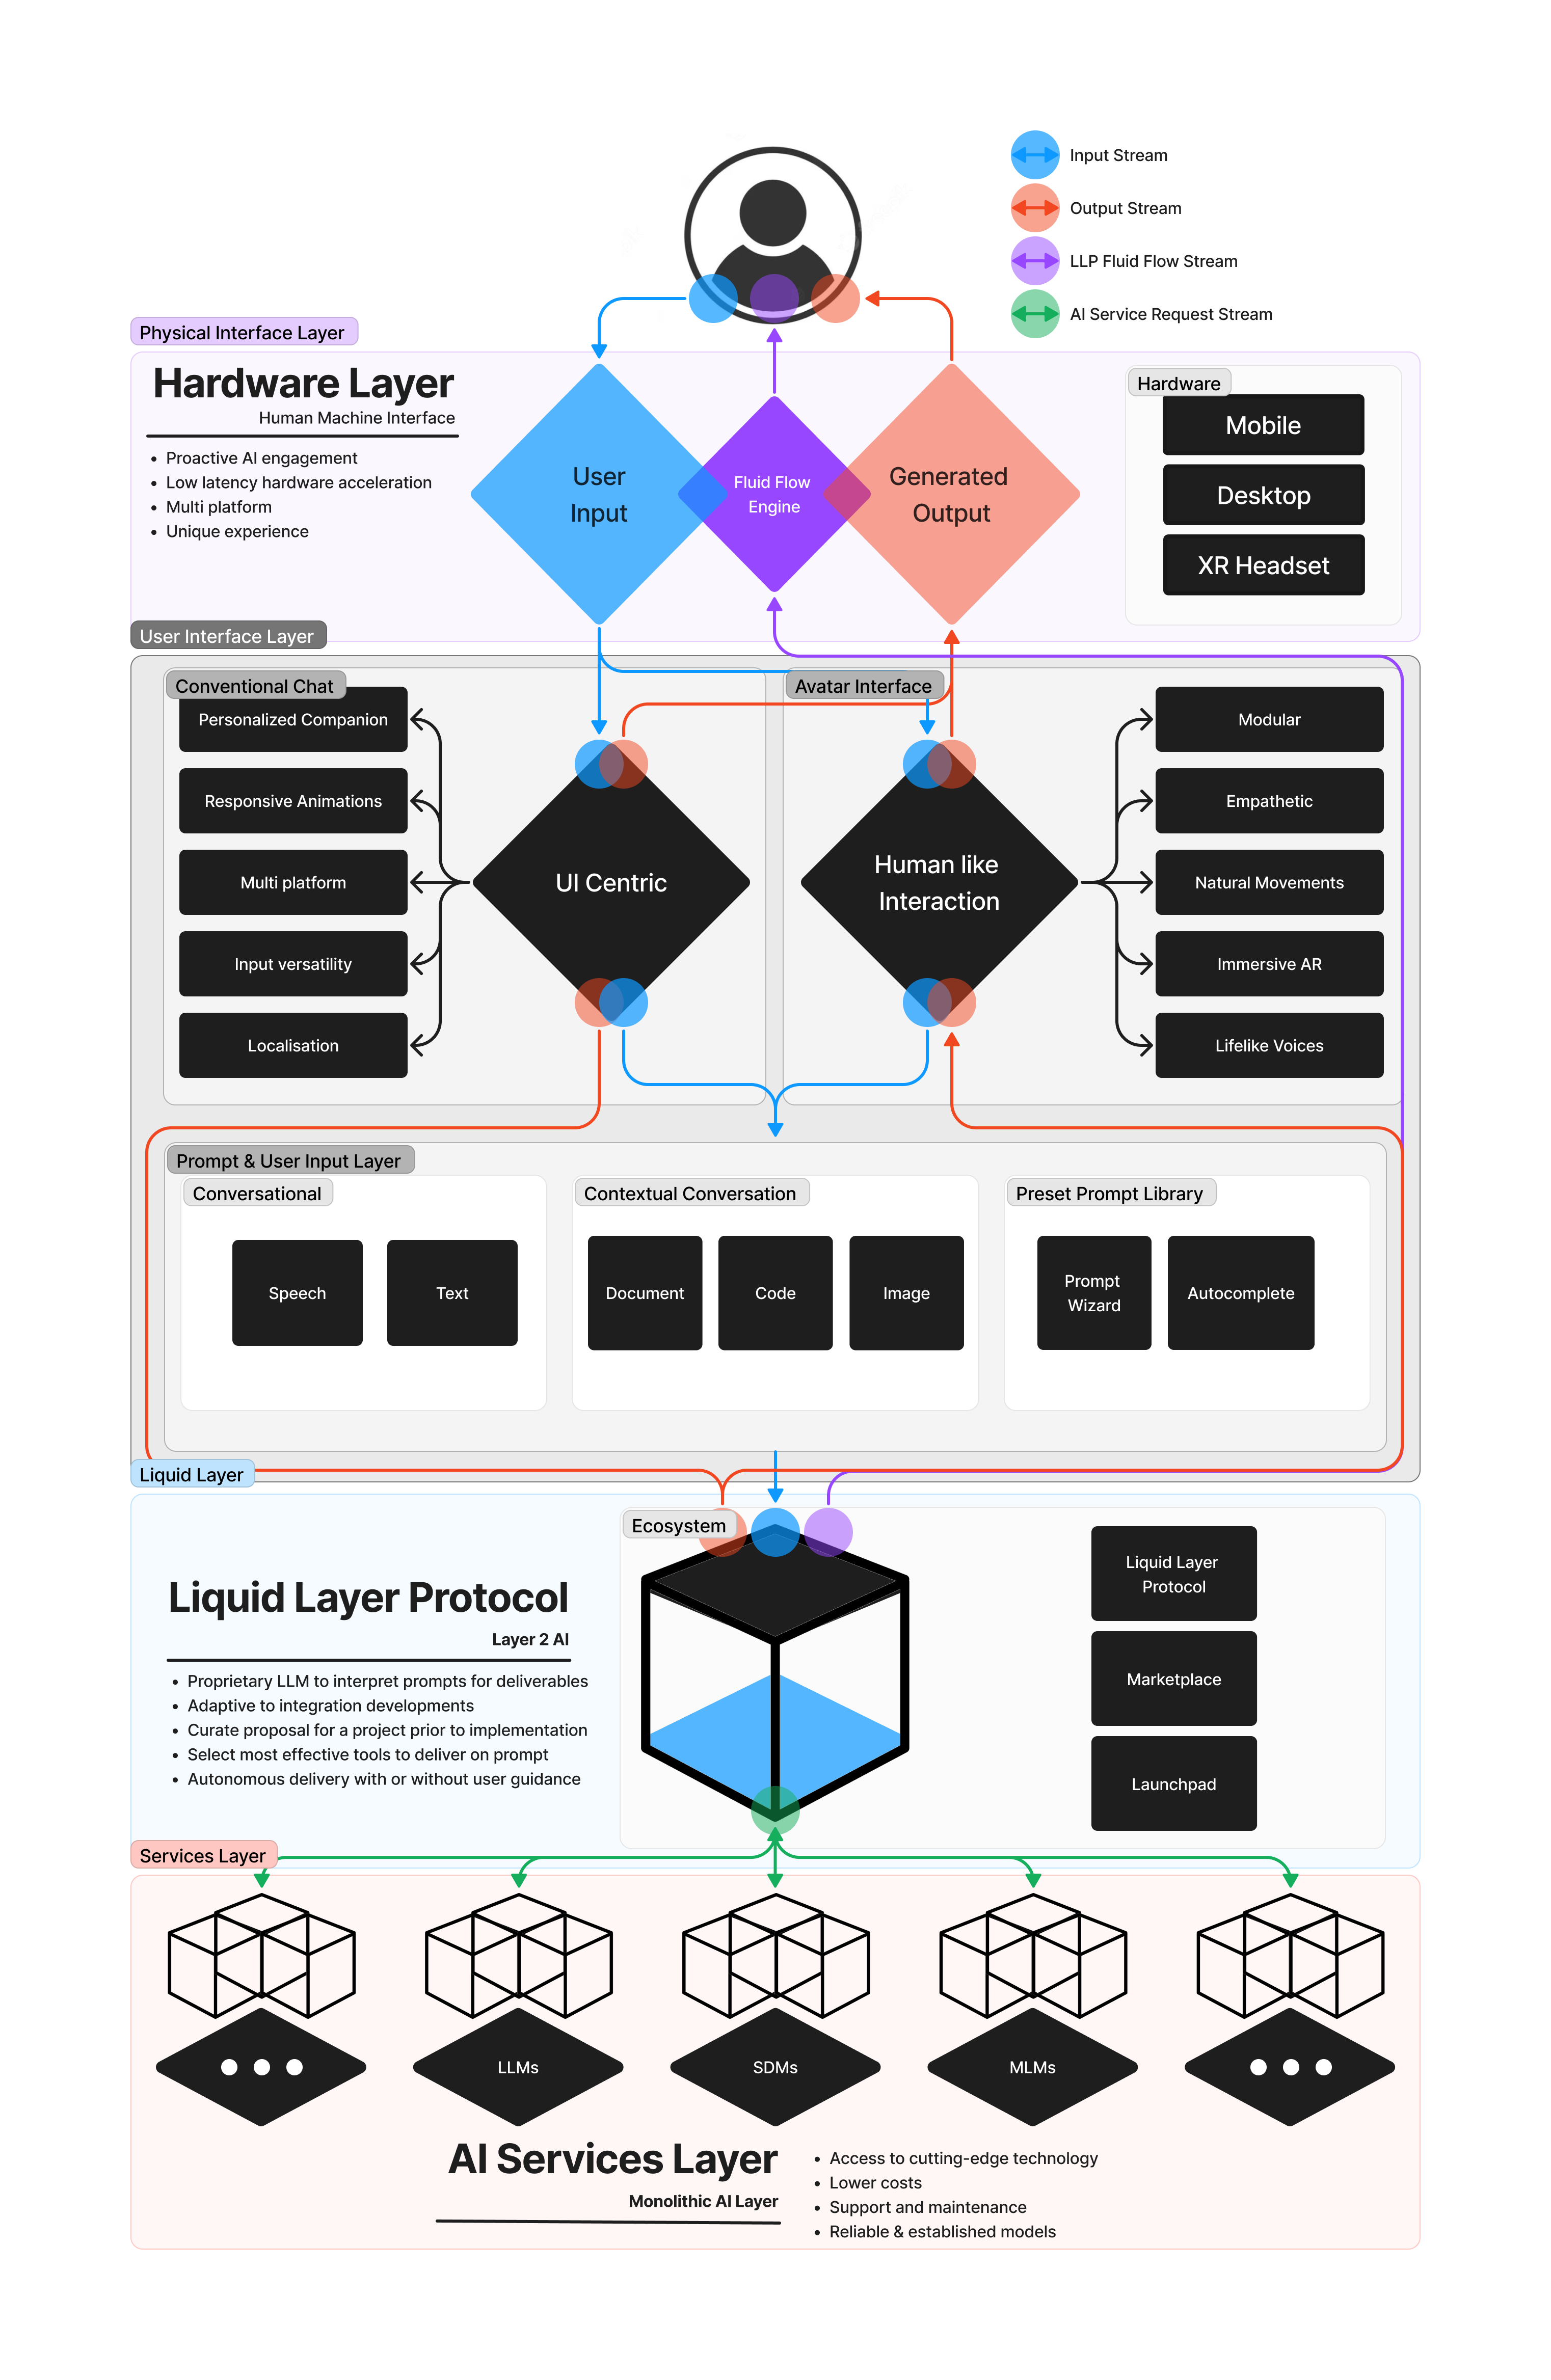 Input Stream
Output Stream
LLP Fluid Flow Stream
AI Service Request Stream
Physical Interface Layer
Hardware Layer
Human Machine Interface
• Proactive AI engagement
• Low latency hardware acceleration
• Multi platform
• Unique experience
User
Input
Fluid Flow
Engine
Generated
Output
Hardware
Mobile
Desktop
XR Headset
User Interface Layer
Conventional Chat
Personalized Companion
Responsive Animations
Multi platform
Input versatility
Localisation
UI Centric
Avatar Interface
Human like
Interaction
Modular
Empathetic
Natural Movements
Immersive AR
Lifelike Voices
Prompt & User Input Layer
Conversational
Speech
Text
Contextual Conversation
Document
Code
Image
Preset Prompt Library
Prompt
Wizard
Autocomplete
Liquid Layer
Liquid Layer Protocol
Layer 2 AI
• Proprietary LLM to interpret prompts for deliverables
• Adaptive to integration developments
• Curate proposal for a project prior to implementation
• Select most effective tools to deliver on prompt
• Autonomous delivery with or without user guidance
Ecosystem
Liquid Layer
Protocol
Marketplace
Launchpad
Services Layer
LLMs
SDMs
MLMs
AI Services Layer
Monolithic AI Layer
• Access to cutting-edge technology
• Lower costs
• Support and maintenance
• Reliable & established models